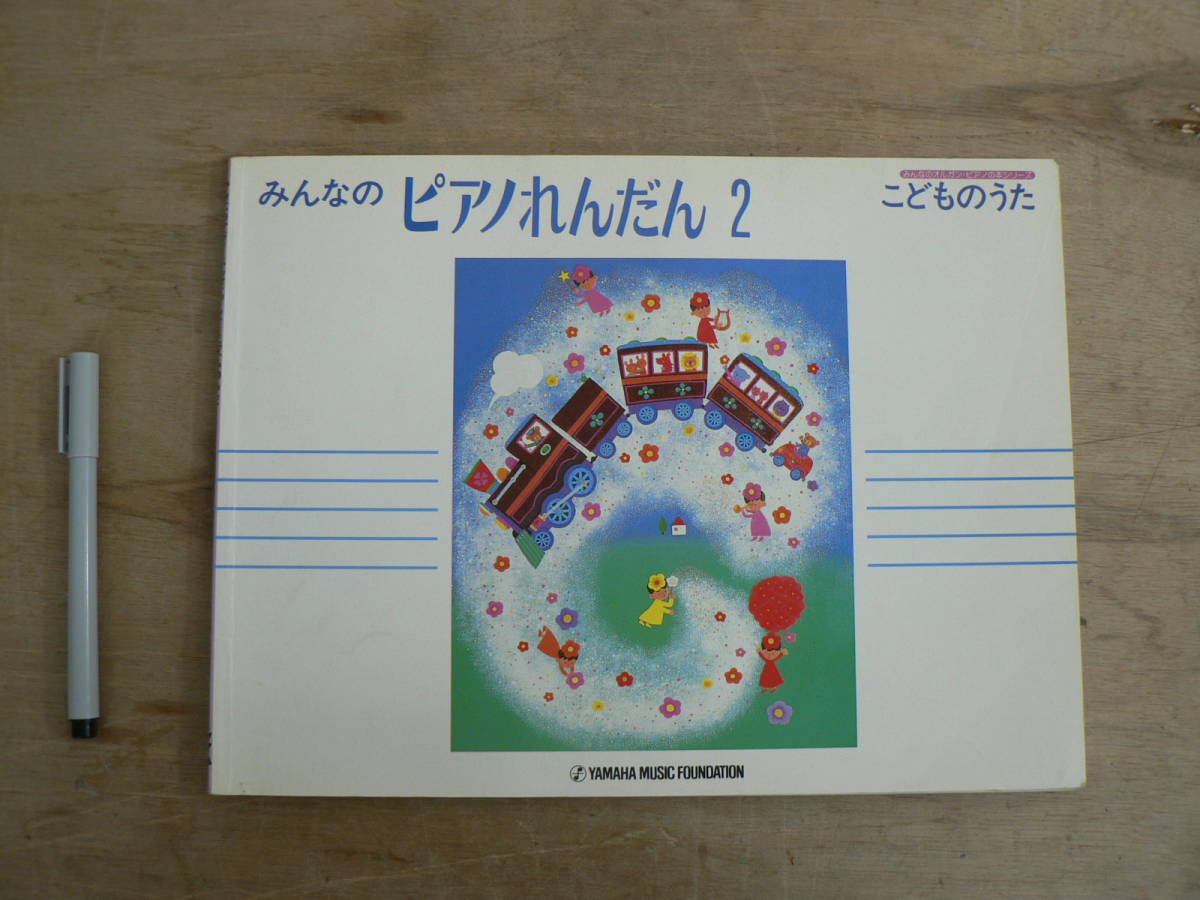 みんなの ピアノれんだん 2
みんなのオルガン・ピアノの本シリーズ
こどものうた
YAMAHA MUSIC FOUNDATION